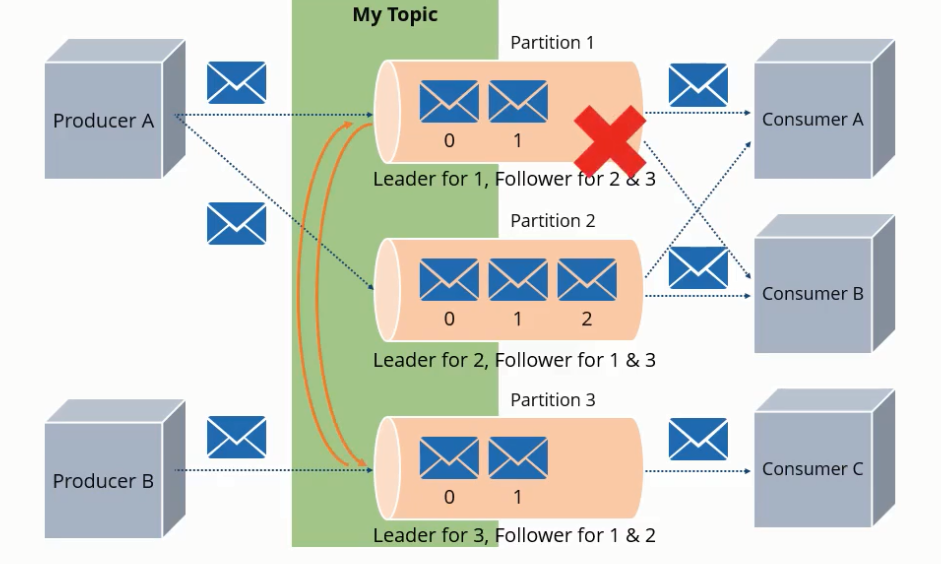 My Topic
Partition 1
Producer A
0 1
Consumer A
Leader for 1, Follower for 2 & 3
Partition 2
0 1 2
Consumer B
Leader for 2, Follower for 1 & 3
Partition 3
Producer B
0 1
Consumer C
Leader for 3, Follower for 1 & 2